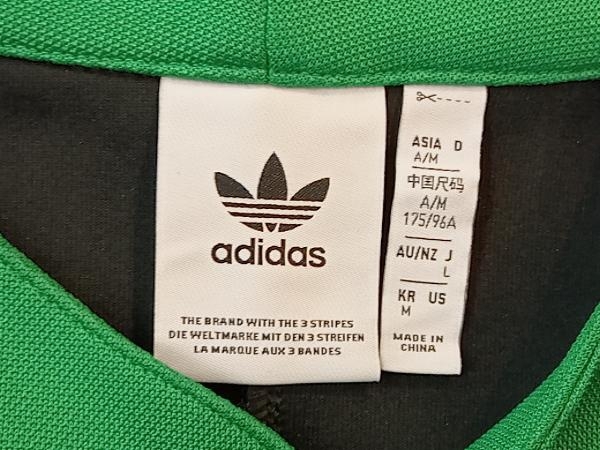 adidas
THE BRAND WITH THE 3 STRIPES
DIE WELTMARKE MIT DEN 3 STREIFEN
LA MARQUE AUX 3 BANDES
ASIA D
A/M
中国尺码
A/M
175/96A
AU/NZ J
L
KR US
M
MADE IN
CHINA